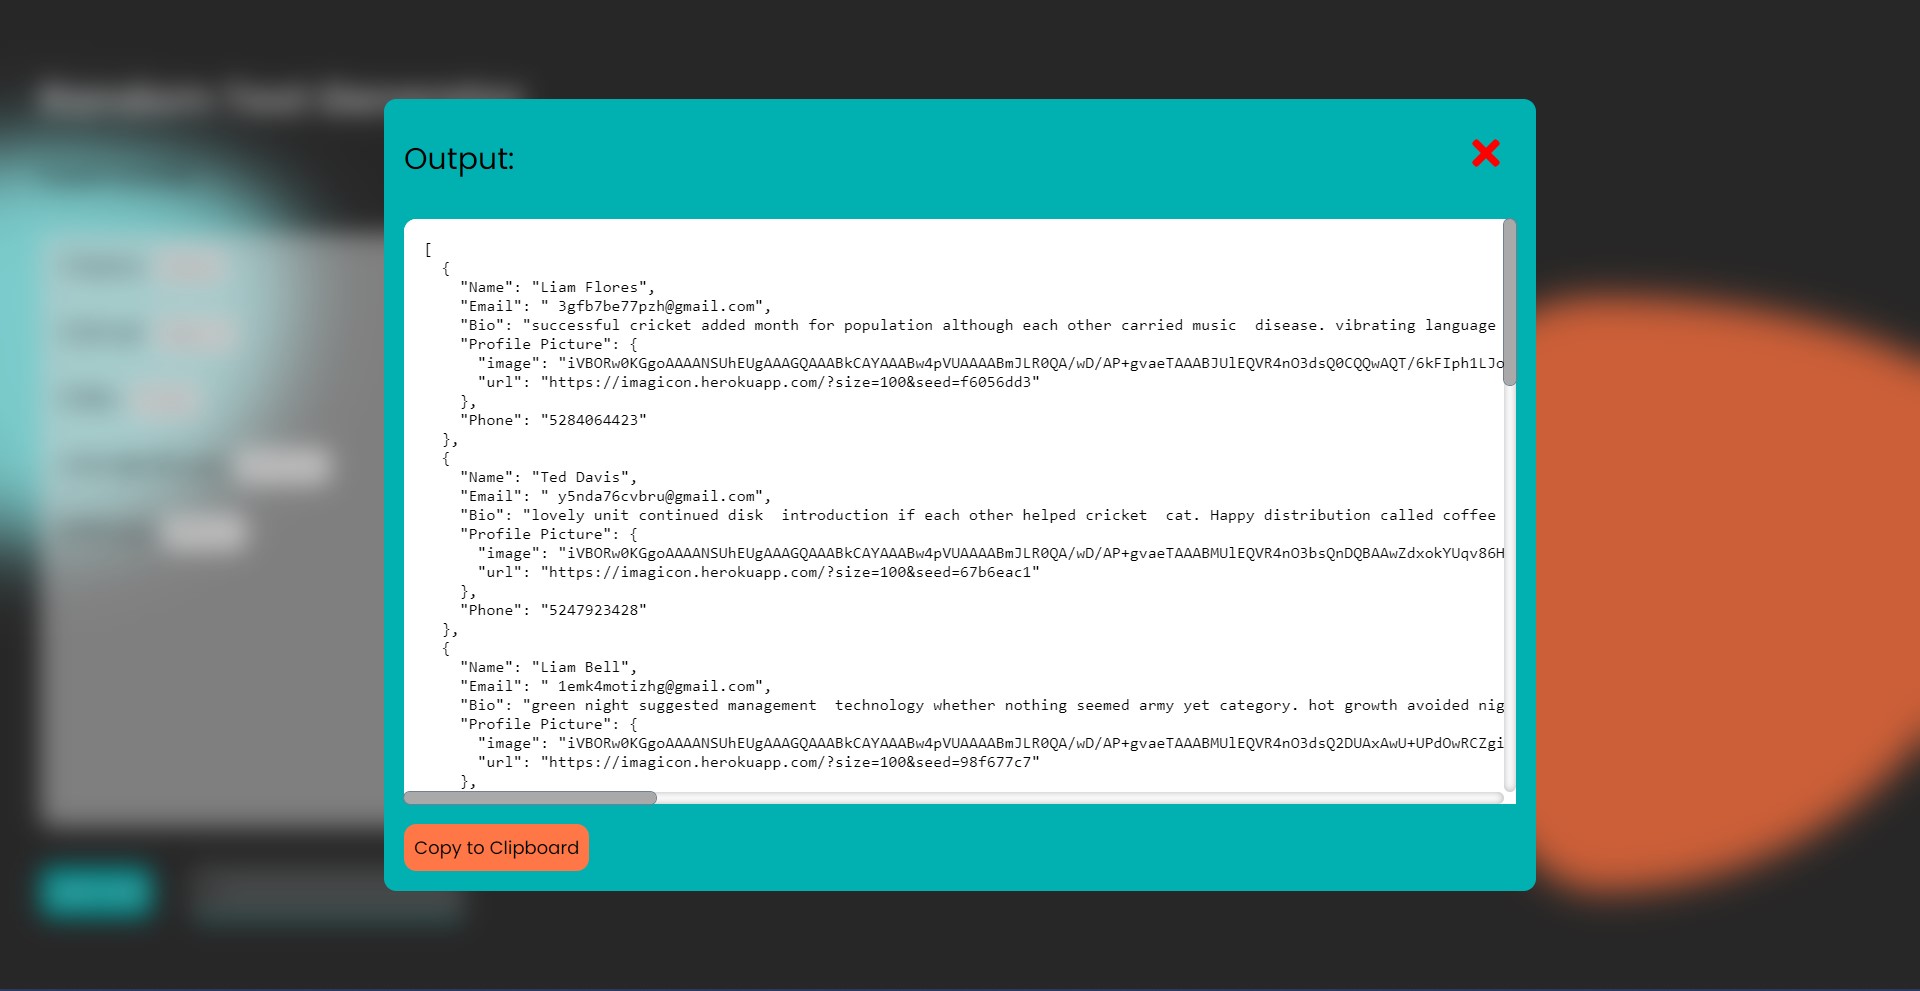 Output:
[
{
"Name": "Liam Flores",
"Email": " 3gfb7be77pzh@gmail.com",
"Bio": "successful cricket added month for population although each other carried music  disease. vibrating language
"Profile Picture": {
"image": "iVBORw0KGgoAAAANSUhEUgAAAGQAAABkCAYAAABw4pVUAAAABmJLR0QA/wD/AP+gvaeTAAABJUlEQVR4nO3dsQ0CQQwAQT/6kFIph1LJo
"url": "https://imagicon.herokuapp.com/?size=100&seed=f6056dd3"
},
"Phone": "5284064423"
},
{
"Name": "Ted Davis",
"Email": " y5nda76cvbru@gmail.com",
"Bio": "lovely unit continued disk  introduction if each other helped cricket  cat. Happy distribution called coffee
"Profile Picture": {
"image": "iVBORw0KGgoAAAANSUhEUgAAAGQAAABkCAYAAABw4pVUAAAABmJLR0QA/wD/AP+gvaeTAAABMUlEQVR4nO3bsQnDQBAAwZdxokYUqv86H
"url": "https://imagicon.herokuapp.com/?size=100&seed=67b6eac1"
},
"Phone": "5247923428"
},
{
"Name": "Liam Bell",
"Email": " 1emk4motizhg@gmail.com",
"Bio": "green night suggested management  technology whether nothing seemed army yet category. hot growth avoided nig
"Profile Picture": {
"image": "iVBORw0KGgoAAAANSUhEUgAAAGQAAABkCAYAAABw4pVUAAAABmJLR0QA/wD/AP+gvaeTAAABMUlEQVR4nO3dsQ2DUAxAwU+UPdOwRCZgi
"url": "https://imagicon.herokuapp.com/?size=100&seed=98f677c7"
},
Copy to Clipboard